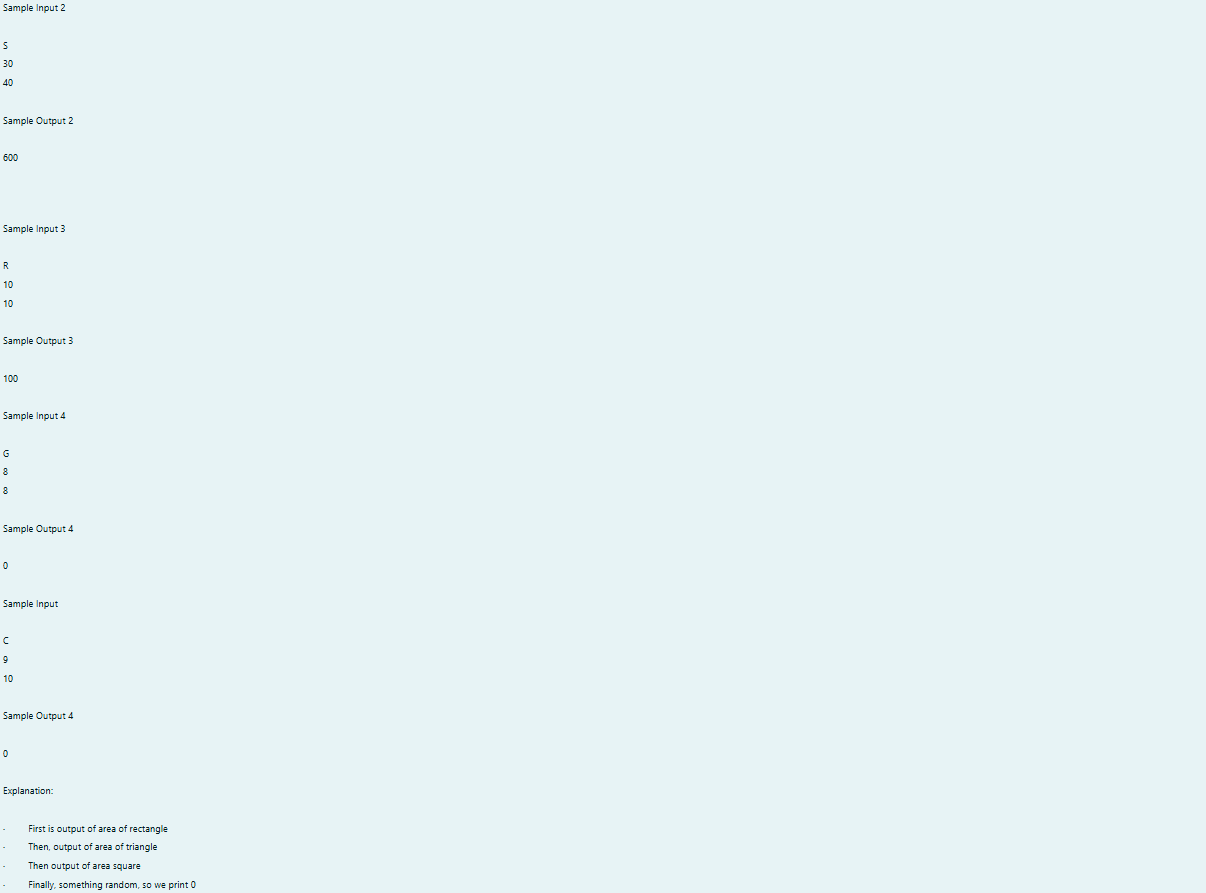 Sample Input 2
S
30
40
Sample Output 2
600
Sample Input 3
R
10
10
Sample Output 3
100
Sample Input 4
G
8
8
Sample Output 4
0
Sample Input
C
9
10
Sample Output 4
0
Explanation:
· First is output of area of rectangle
· Then, output of area of triangle
· Then output of area square
· Finally, something random, so we print 0